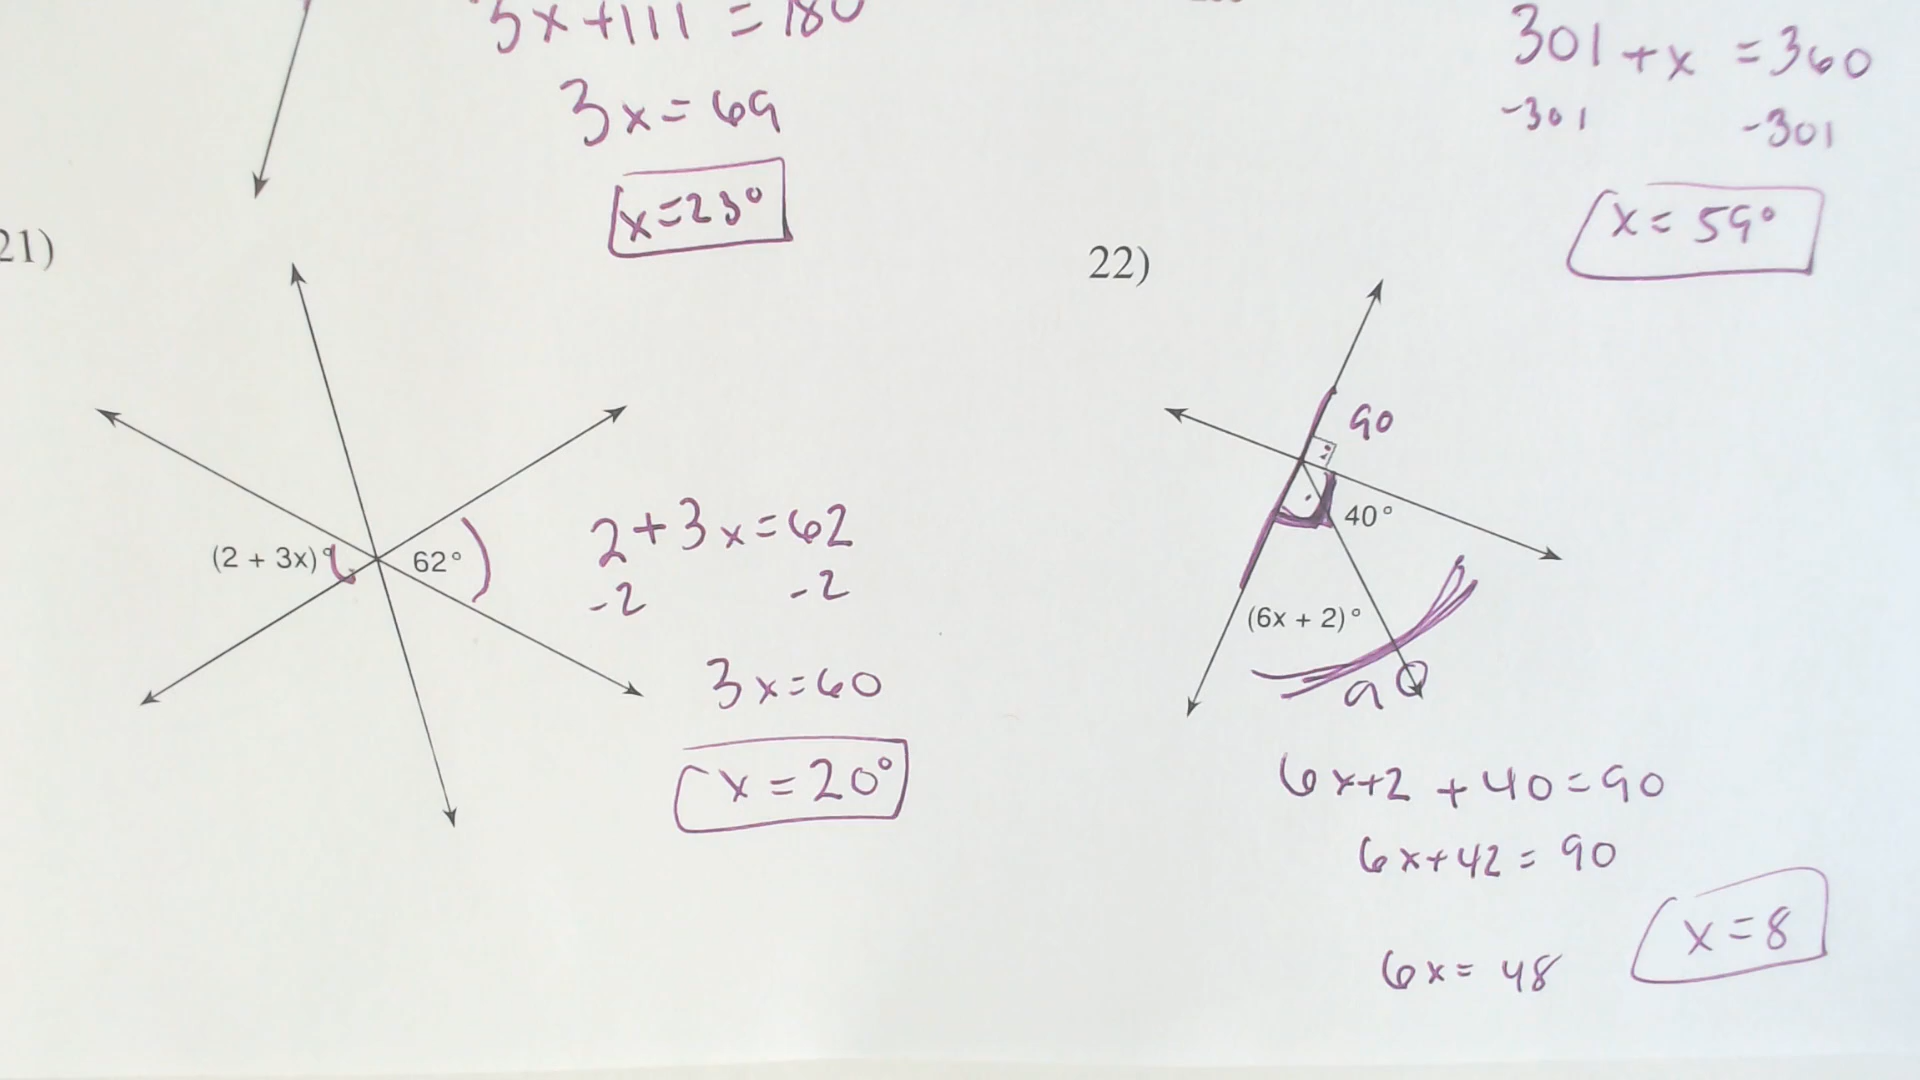 3x+111 = 180
3x=69
x=23°
301+x =360
-301 -301
x= 59°
21)
(2 + 3x)°
62°
2+3x=62
-2 -2
3x=60
x=20°
22)
90
40°
(6x + 2)°
90
6x+2 +40=90
6x+42= 90
6x= 48
x=8